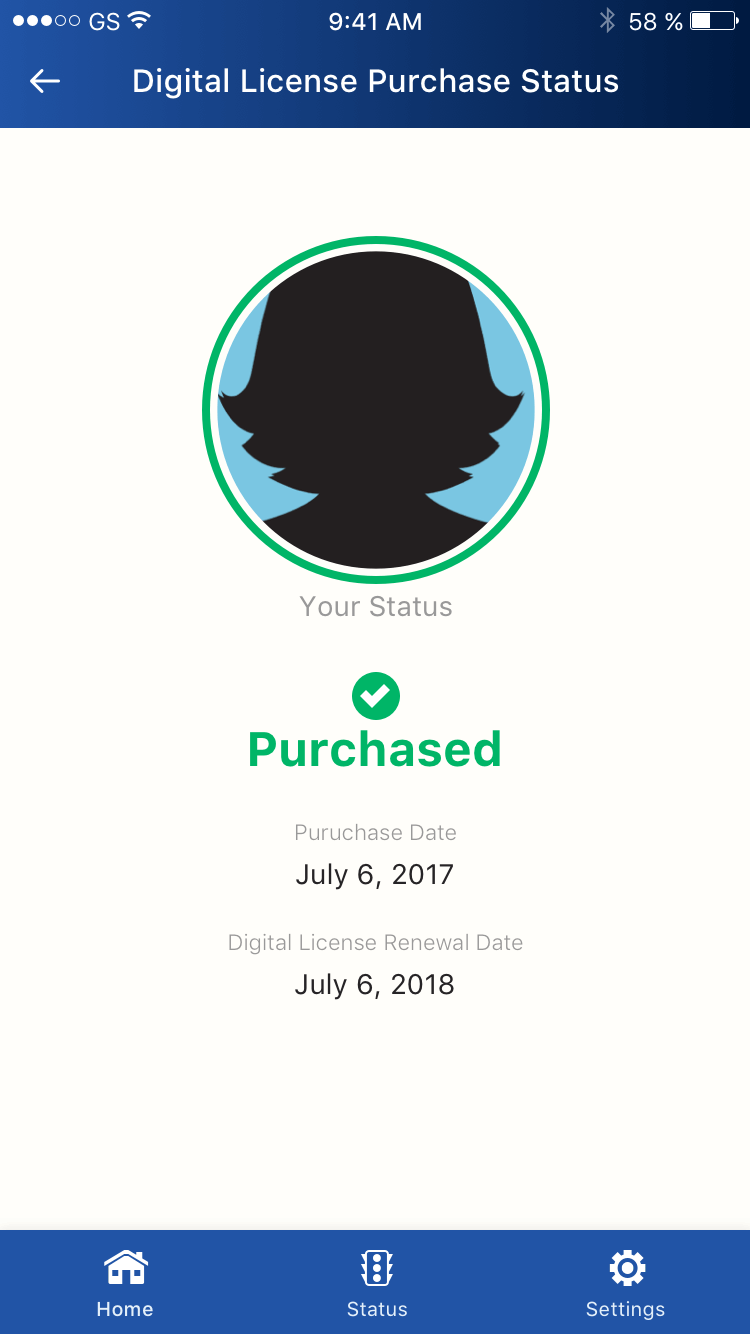 GS 9:41 AM 58 %
Digital License Purchase Status
Your Status
Purchased
Puruchase Date
July 6, 2017
Digital License Renewal Date
July 6, 2018
Home Status Settings